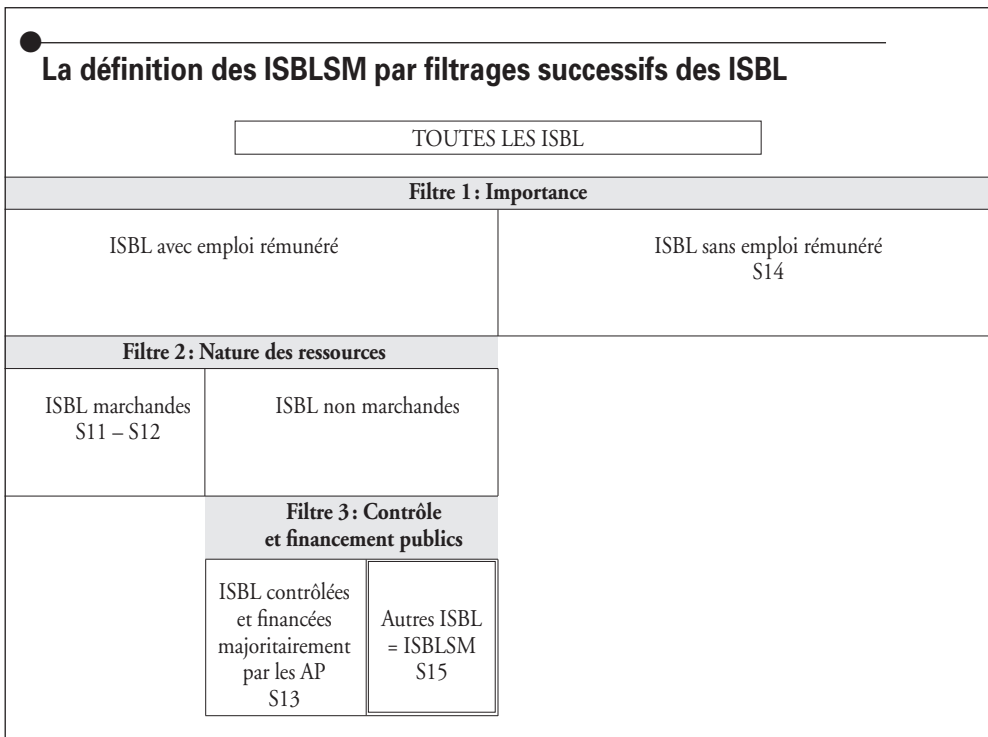 La définition des ISBLSM par filtrages successifs des ISBL
TOUTES LES ISBL
Filtre 1 : Importance
ISBL avec emploi rémunéré
ISBL sans emploi rémunéré
S14
Filtre 2 : Nature des ressources
ISBL marchandes
S11 – S12
ISBL non marchandes
Filtre 3 : Contrôle
et financement publics
ISBL contrôlées
et financées
majoritairement
par les AP
S13
Autres ISBL
= ISBLSM
S15